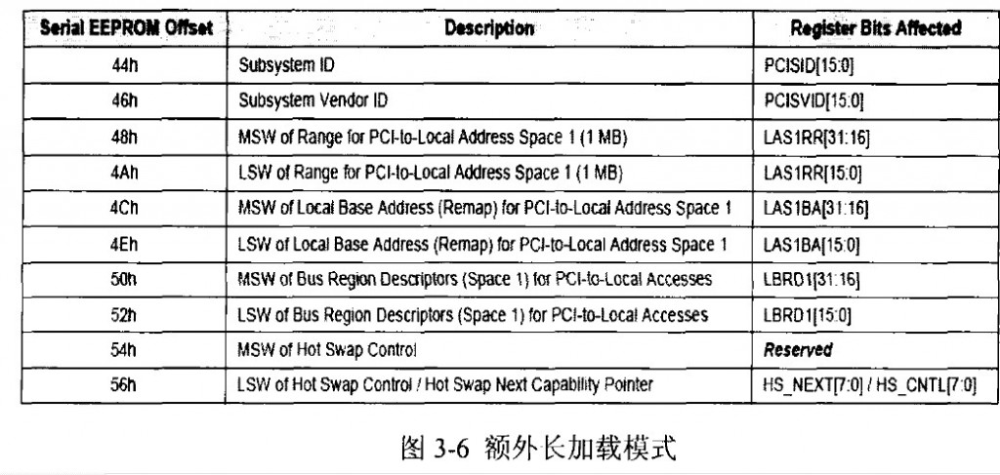 Serial EEPROM Offset Description Register Bits Affected
44h Subsystem ID PCISID[15:0]
46h Subsystem Vendor ID PCISVID[15:0]
48h MSW of Range for PCI-to-Local Address Space 1 (1 MB) LAS1RR[31:16]
4Ah LSW of Range for PCI-to-Local Address Space 1 (1 MB) LAS1RR[15:0]
4Ch MSW of Local Base Address (Remap) for PCI-to-Local Address Space 1 LAS1BA[31:16]
4Eh LSW of Local Base Address (Remap) for PCI-to-Local Address Space 1 LAS1BA[15:0]
50h MSW of Bus Region Descriptors (Space 1) for PCI-to-Local Accesses LBRD1[31:16]
52h LSW of Bus Region Descriptors (Space 1) for PCI-to-Local Accesses LBRD1[15:0]
54h MSW of Hot Swap Control Reserved
56h LSW of Hot Swap Control / Hot Swap Next Capability Pointer HS_NEXT[7:0] / HS_CNTL[7:0]
图 3-6 额外长加载模式